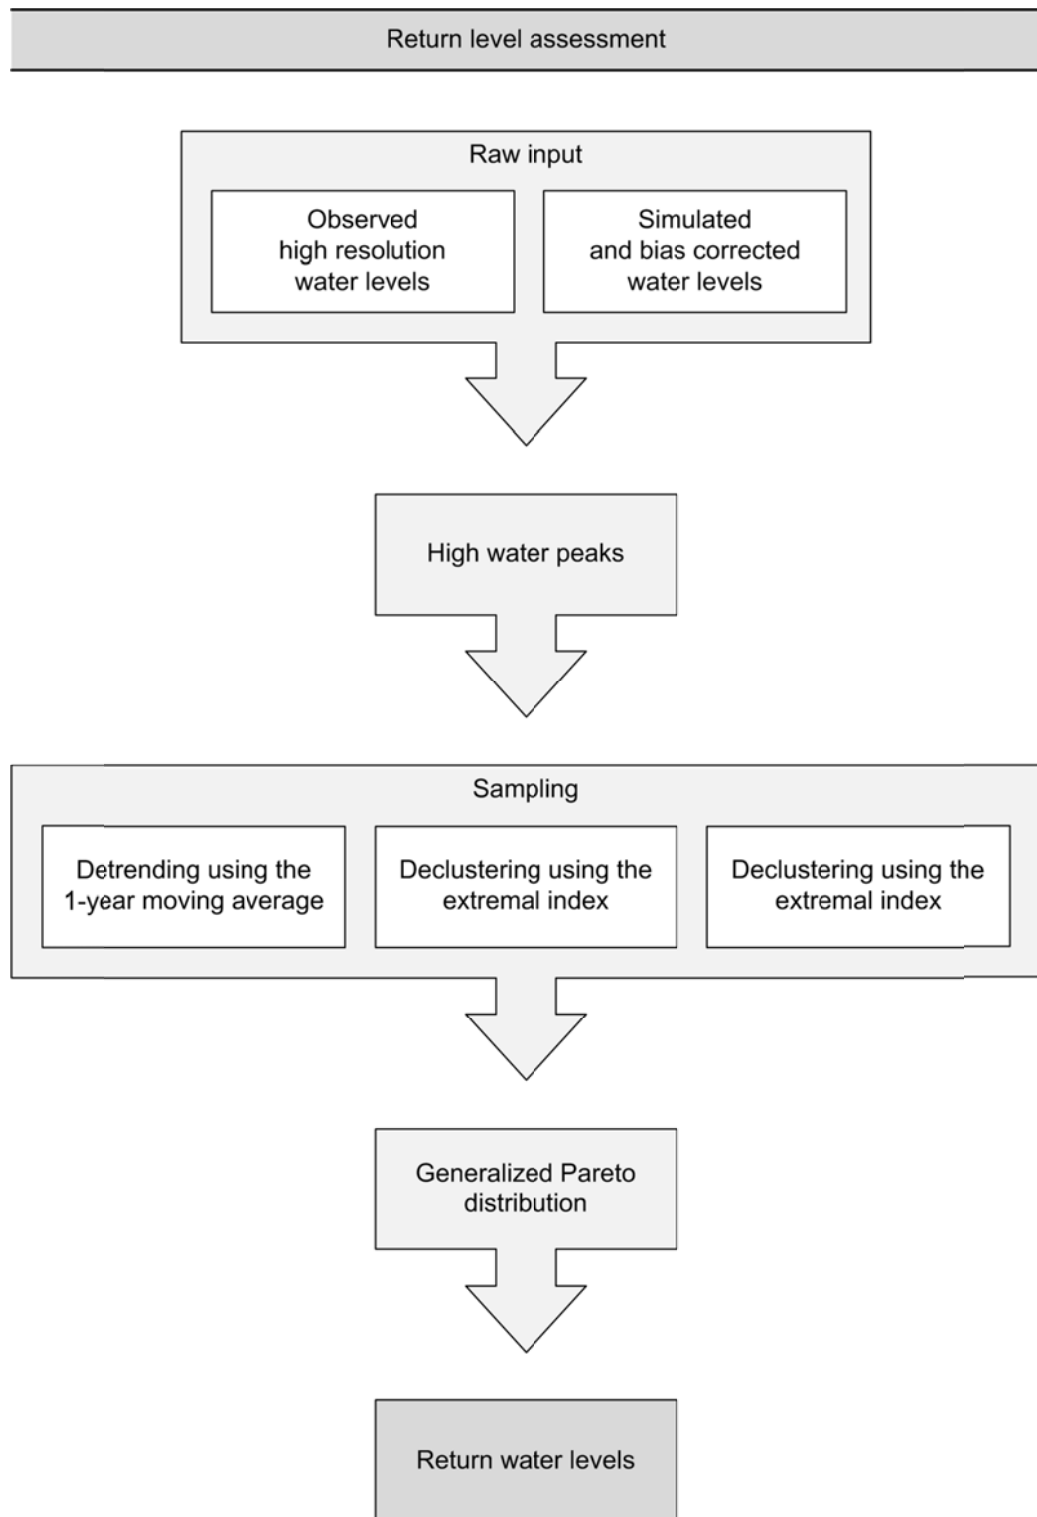 Return level assessment
Raw input
Observed
high resolution
water levels
Simulated
and bias corrected
water levels
High water peaks
Sampling
Detrending using the
1-year moving average
Declustering using the
extremal index
Declustering using the
extremal index
Generalized Pareto
distribution
Return water levels